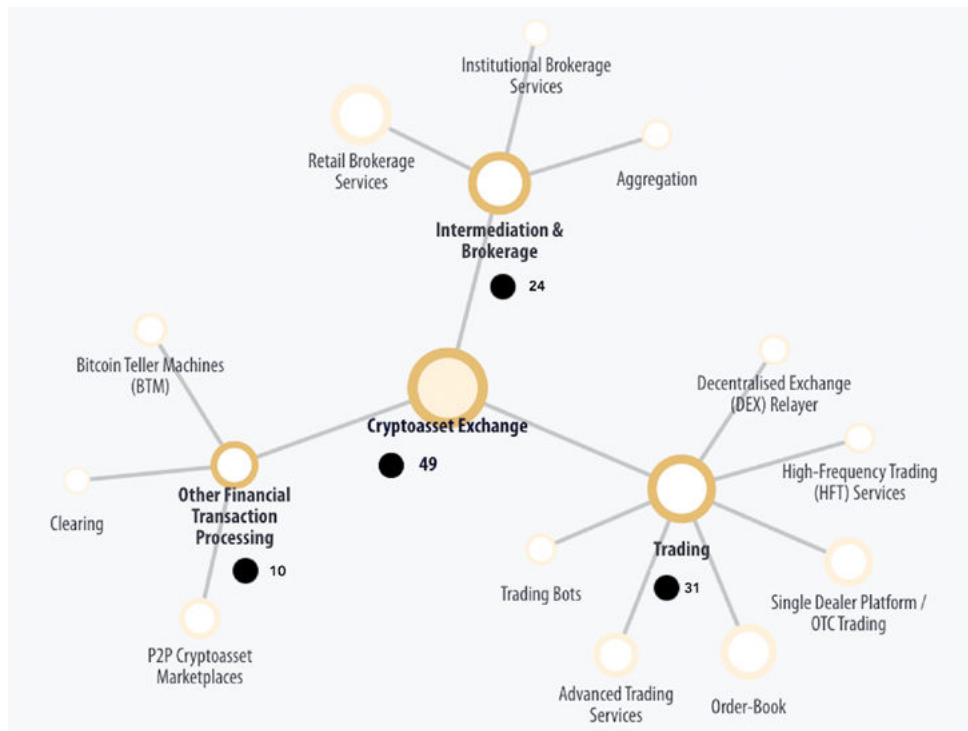 Institutional Brokerage
Services
Retail Brokerage
Services
Aggregation
Intermediation &
Brokerage
24
Bitcoin Teller Machines
(BTM)
Decentralised Exchange
(DEX) Relayer
Cryptoasset Exchange
49
High-Frequency Trading
(HFT) Services
Other Financial
Transaction
Processing
10
Clearing
Trading
31
Trading Bots
Single Dealer Platform /
OTC Trading
P2P Cryptoasset
Marketplaces
Advanced Trading
Services
Order-Book